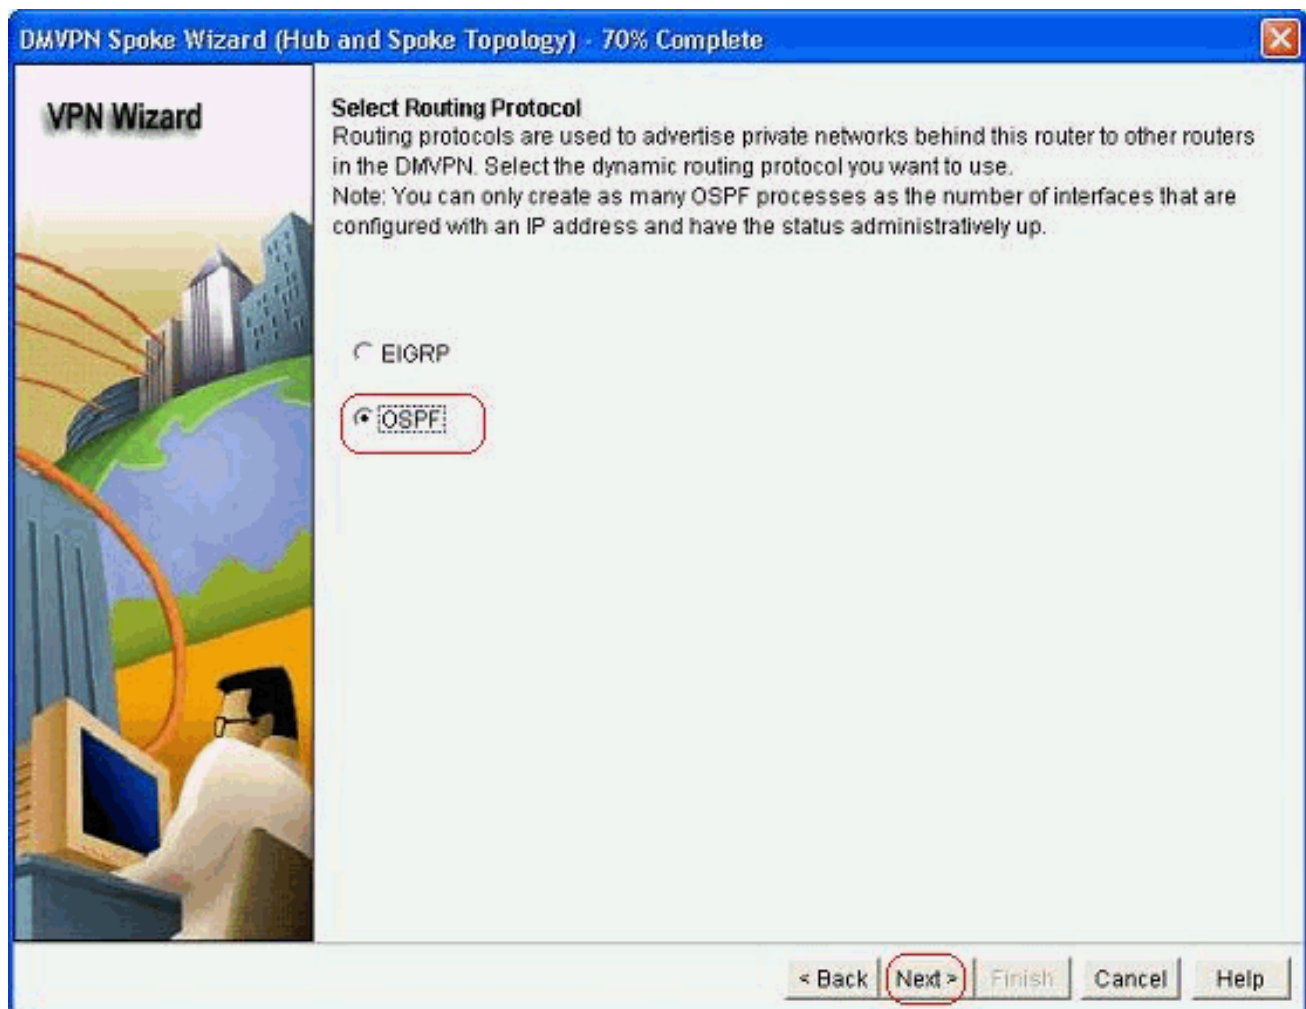 DMVPN Spoke Wizard (Hub and Spoke Topology) - 70% Complete
VPN Wizard
Select Routing Protocol
Routing protocols are used to advertise private networks behind this router to other routers
in the DMVPN. Select the dynamic routing protocol you want to use.
Note: You can only create as many OSPF processes as the number of interfaces that are
configured with an IP address and have the status administratively up.
EIGRP
OSPF
< Back Next > Finish Cancel Help